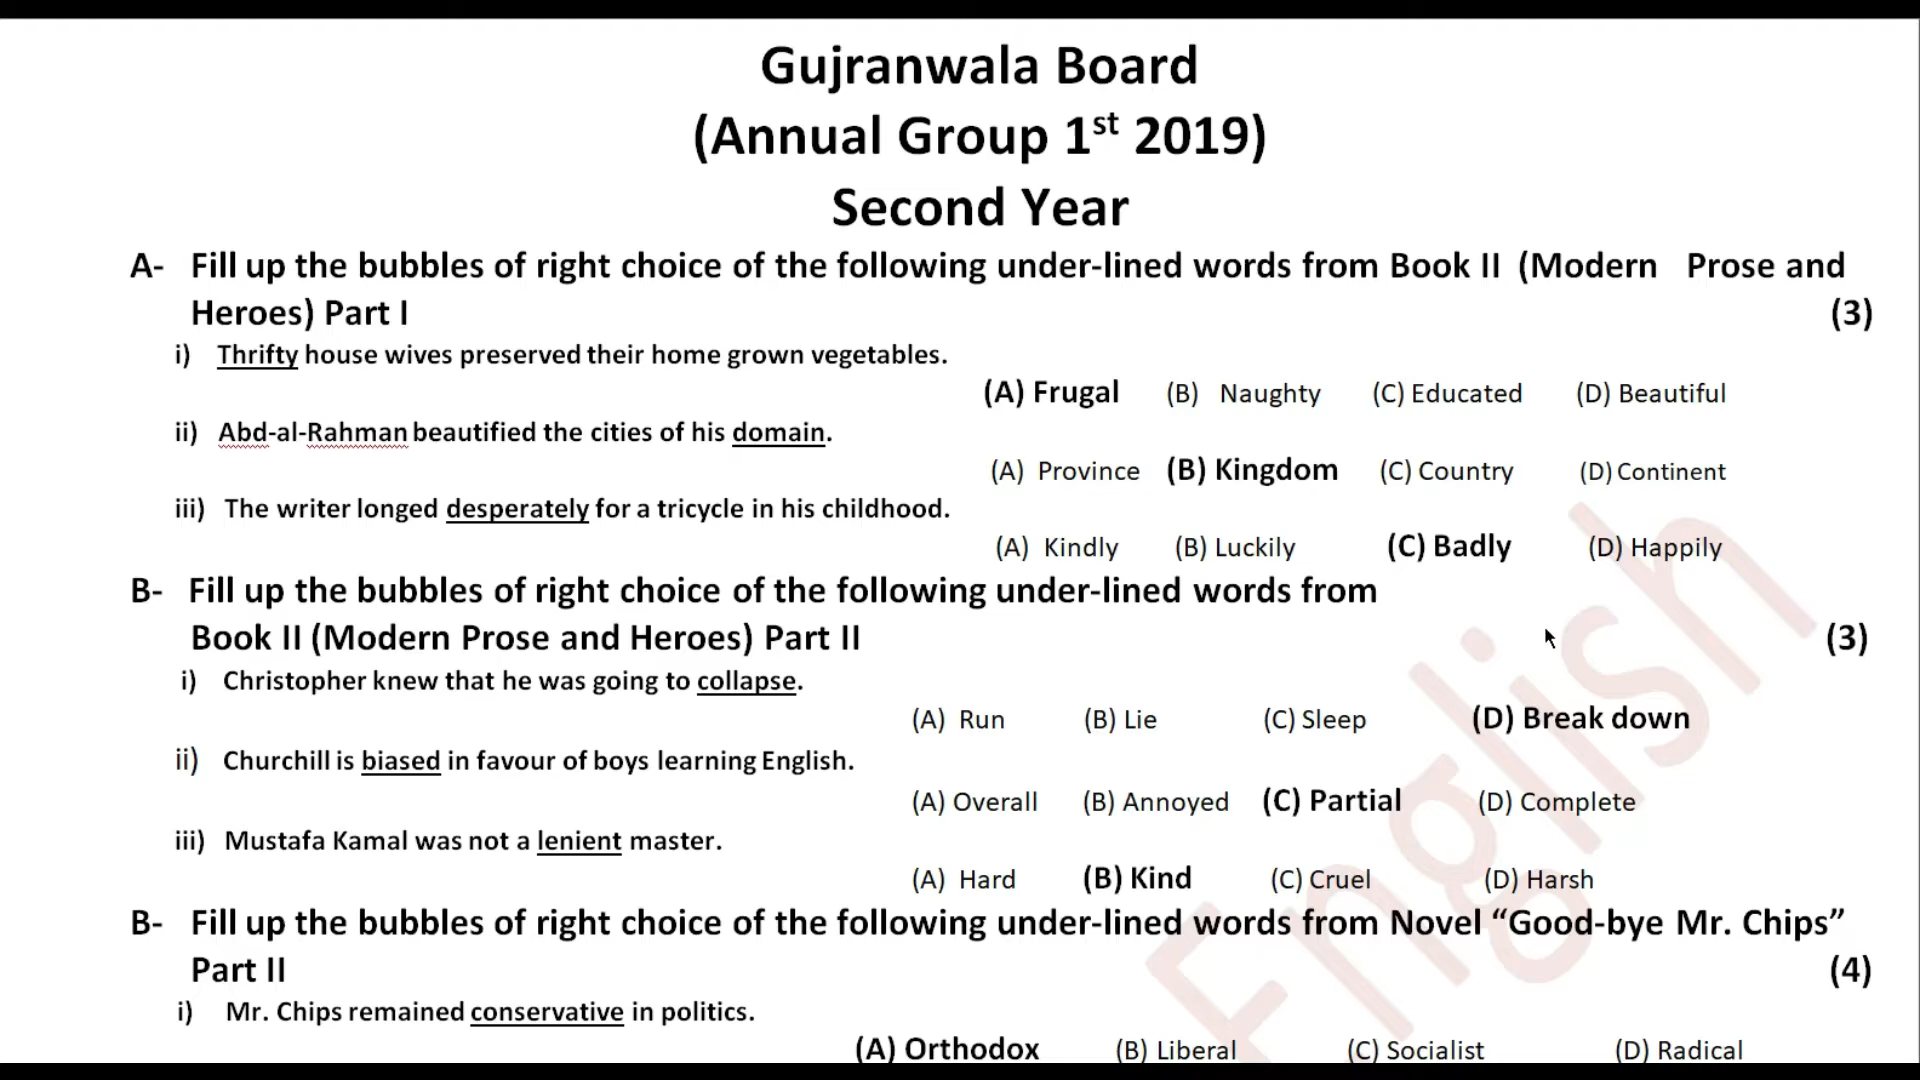 Gujranwala Board
(Annual Group 1st 2019)
Second Year
A- Fill up the bubbles of right choice of the following under-lined words from Book II (Modern Prose and
Heroes) Part I (3)
i) Thrifty house wives preserved their home grown vegetables.
(A) Frugal (B) Naughty (C) Educated (D) Beautiful
ii) Abd-al-Rahman beautified the cities of his domain.
(A) Province (B) Kingdom (C) Country (D) Continent
iii) The writer longed desperately for a tricycle in his childhood.
(A) Kindly (B) Luckily (C) Badly (D) Happily
B- Fill up the bubbles of right choice of the following under-lined words from
Book II (Modern Prose and Heroes) Part II (3)
i) Christopher knew that he was going to collapse.
(A) Run (B) Lie (C) Sleep (D) Break down
ii) Churchill is biased in favour of boys learning English.
(A) Overall (B) Annoyed (C) Partial (D) Complete
iii) Mustafa Kamal was not a lenient master.
(A) Hard (B) Kind (C) Cruel (D) Harsh
B- Fill up the bubbles of right choice of the following under-lined words from Novel “Good-bye Mr. Chips”
Part II (4)
i) Mr. Chips remained conservative in politics.
(A) Orthodox (B) Liberal (C) Socialist (D) Radical
English